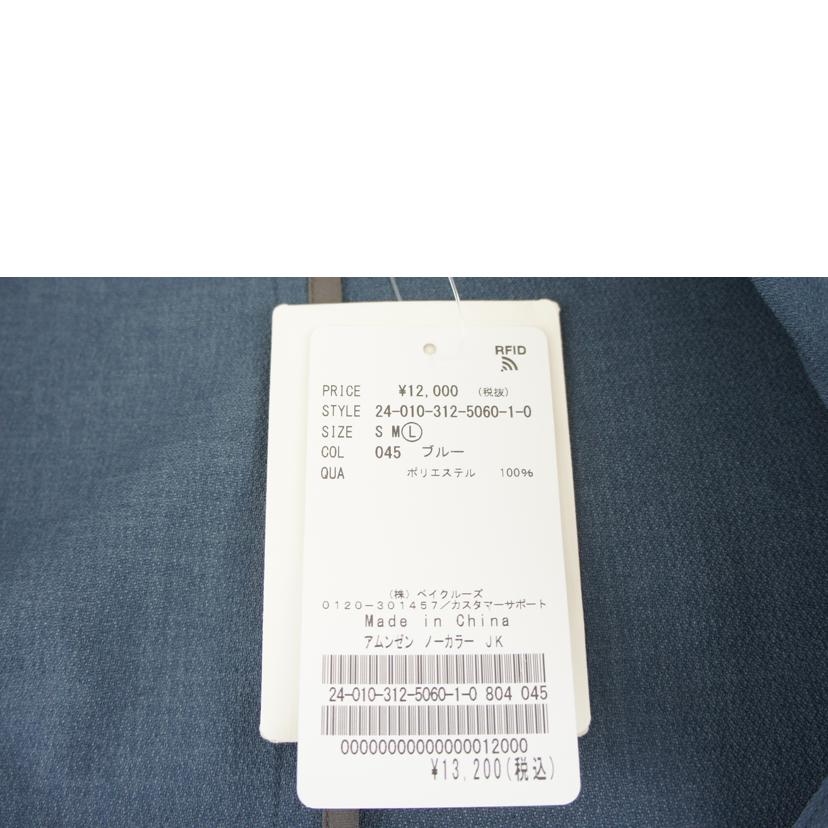 RFID
PRICE ¥12,000 (税抜)
STYLE 24-010-312-5060-1-0
SIZE S M L
COL 045 ブルー
QUA ポリエステル 100%
(株) ベイクルーズ
0120-301457/カスタマーサポート
Made in China
アムンゼン ノーカラー JK
24-010-312-5060-1-0 804 045
00000000000000012000
¥13,200(税込)